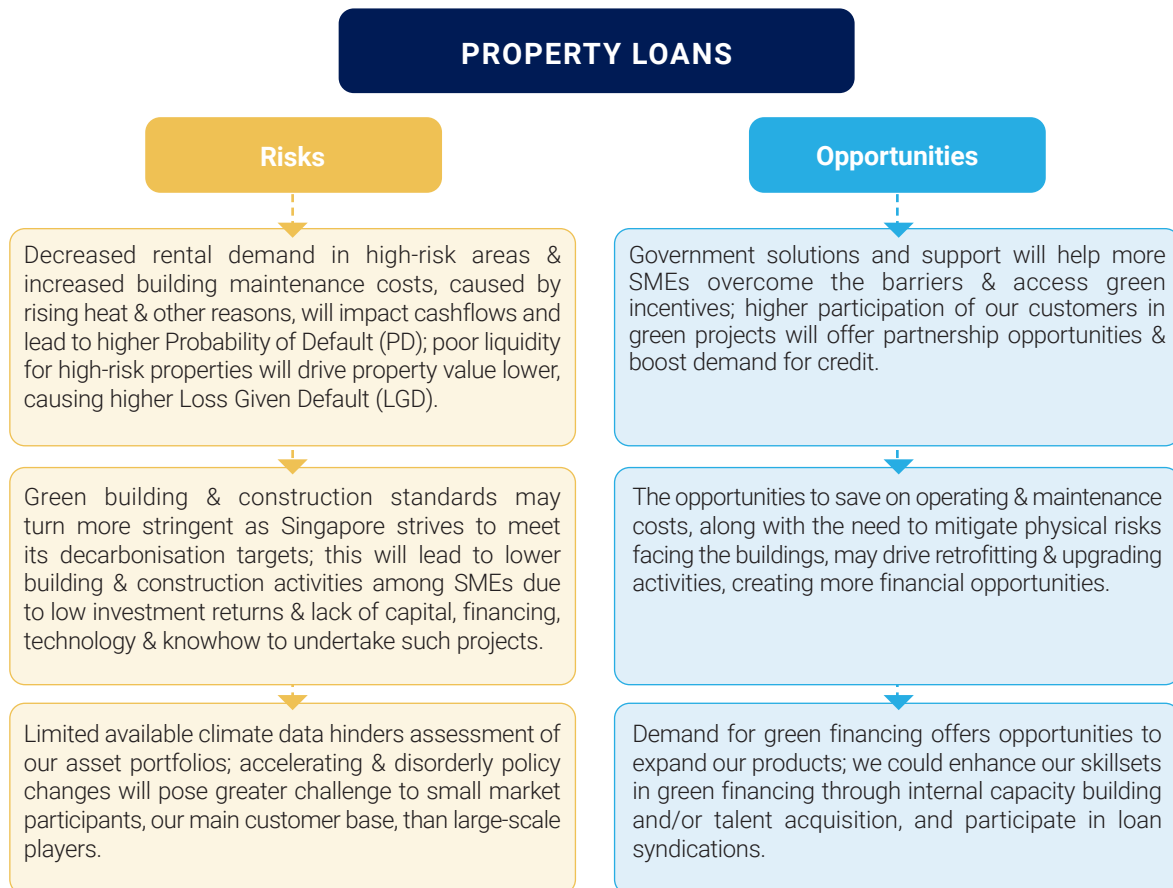 PROPERTY LOANS
Risks
Decreased rental demand in high-risk areas &
increased building maintenance costs, caused by
rising heat & other reasons, will impact cashflows and
lead to higher Probability of Default (PD); poor liquidity
for high-risk properties will drive property value lower,
causing higher Loss Given Default (LGD).
Green building & construction standards may
turn more stringent as Singapore strives to meet
its decarbonisation targets; this will lead to lower
building & construction activities among SMEs due
to low investment returns & lack of capital, financing,
technology & knowhow to undertake such projects.
Limited available climate data hinders assessment of
our asset portfolios; accelerating & disorderly policy
changes will pose greater challenge to small market
participants, our main customer base, than large-scale
players.
Opportunities
Government solutions and support will help more
SMEs overcome the barriers & access green
incentives; higher participation of our customers in
green projects will offer partnership opportunities &
boost demand for credit.
The opportunities to save on operating & maintenance
costs, along with the need to mitigate physical risks
facing the buildings, may drive retrofitting & upgrading
activities, creating more financial opportunities.
Demand for green financing offers opportunities to
expand our products; we could enhance our skillsets
in green financing through internal capacity building
and/or talent acquisition, and participate in loan
syndications.